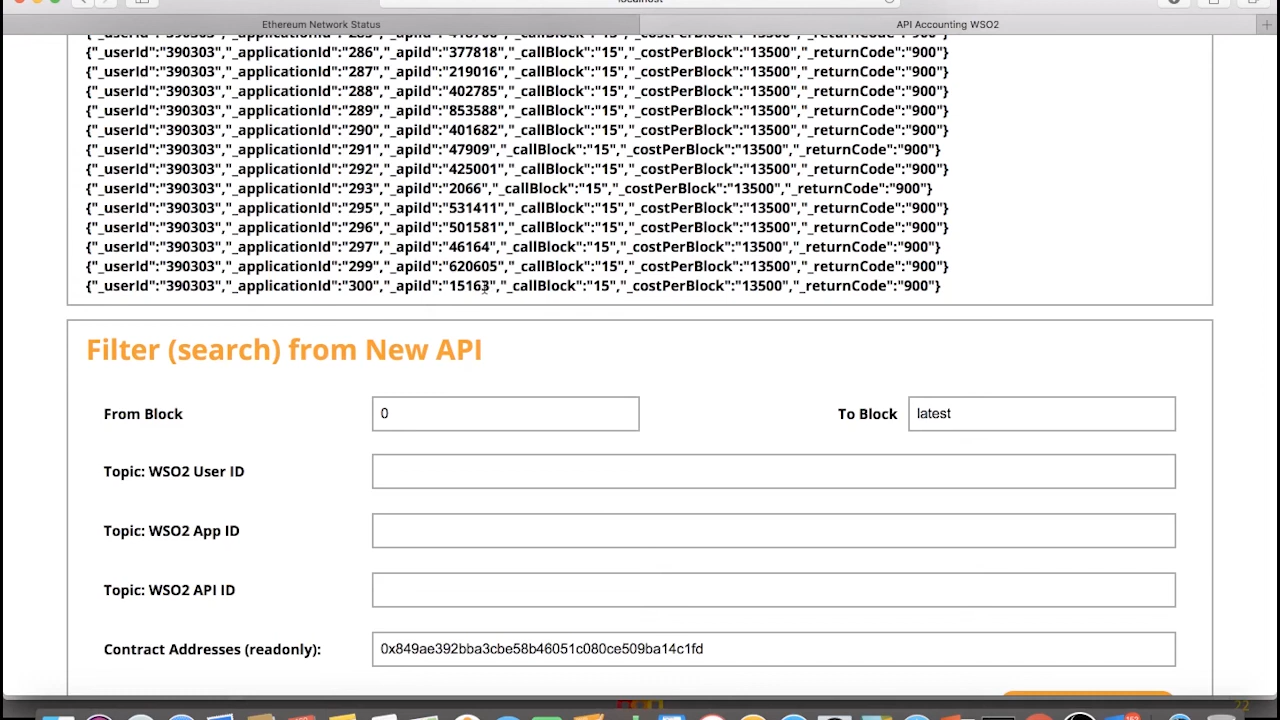 Ethereum Network Status
API Accounting WSO2
{"_userId":"390303","_applicationId":"286","_apiId":"377818","_callBlock":"15","_costPerBlock":"13500","_returnCode":"900"}
{"_userId":"390303","_applicationId":"287","_apiId":"219016","_callBlock":"15","_costPerBlock":"13500","_returnCode":"900"}
{"_userId":"390303","_applicationId":"288","_apiId":"402785","_callBlock":"15","_costPerBlock":"13500","_returnCode":"900"}
{"_userId":"390303","_applicationId":"289","_apiId":"853588","_callBlock":"15","_costPerBlock":"13500","_returnCode":"900"}
{"_userId":"390303","_applicationId":"290","_apiId":"401682","_callBlock":"15","_costPerBlock":"13500","_returnCode":"900"}
{"_userId":"390303","_applicationId":"291","_apiId":"47909","_callBlock":"15","_costPerBlock":"13500","_returnCode":"900"}
{"_userId":"390303","_applicationId":"292","_apiId":"425001","_callBlock":"15","_costPerBlock":"13500","_returnCode":"900"}
{"_userId":"390303","_applicationId":"293","_apiId":"2066","_callBlock":"15","_costPerBlock":"13500","_returnCode":"900"}
{"_userId":"390303","_applicationId":"295","_apiId":"531411","_callBlock":"15","_costPerBlock":"13500","_returnCode":"900"}
{"_userId":"390303","_applicationId":"296","_apiId":"501581","_callBlock":"15","_costPerBlock":"13500","_returnCode":"900"}
{"_userId":"390303","_applicationId":"297","_apiId":"46164","_callBlock":"15","_costPerBlock":"13500","_returnCode":"900"}
{"_userId":"390303","_applicationId":"299","_apiId":"620605","_callBlock":"15","_costPerBlock":"13500","_returnCode":"900"}
{"_userId":"390303","_applicationId":"300","_apiId":"15163","_callBlock":"15","_costPerBlock":"13500","_returnCode":"900"}
Filter (search) from New API
From Block 0 To Block latest
Topic: WSO2 User ID
Topic: WSO2 App ID
Topic: WSO2 API ID
Contract Addresses (readonly): 0x849ae392bba3cbe58b46051c080ce509ba14c1fd
22